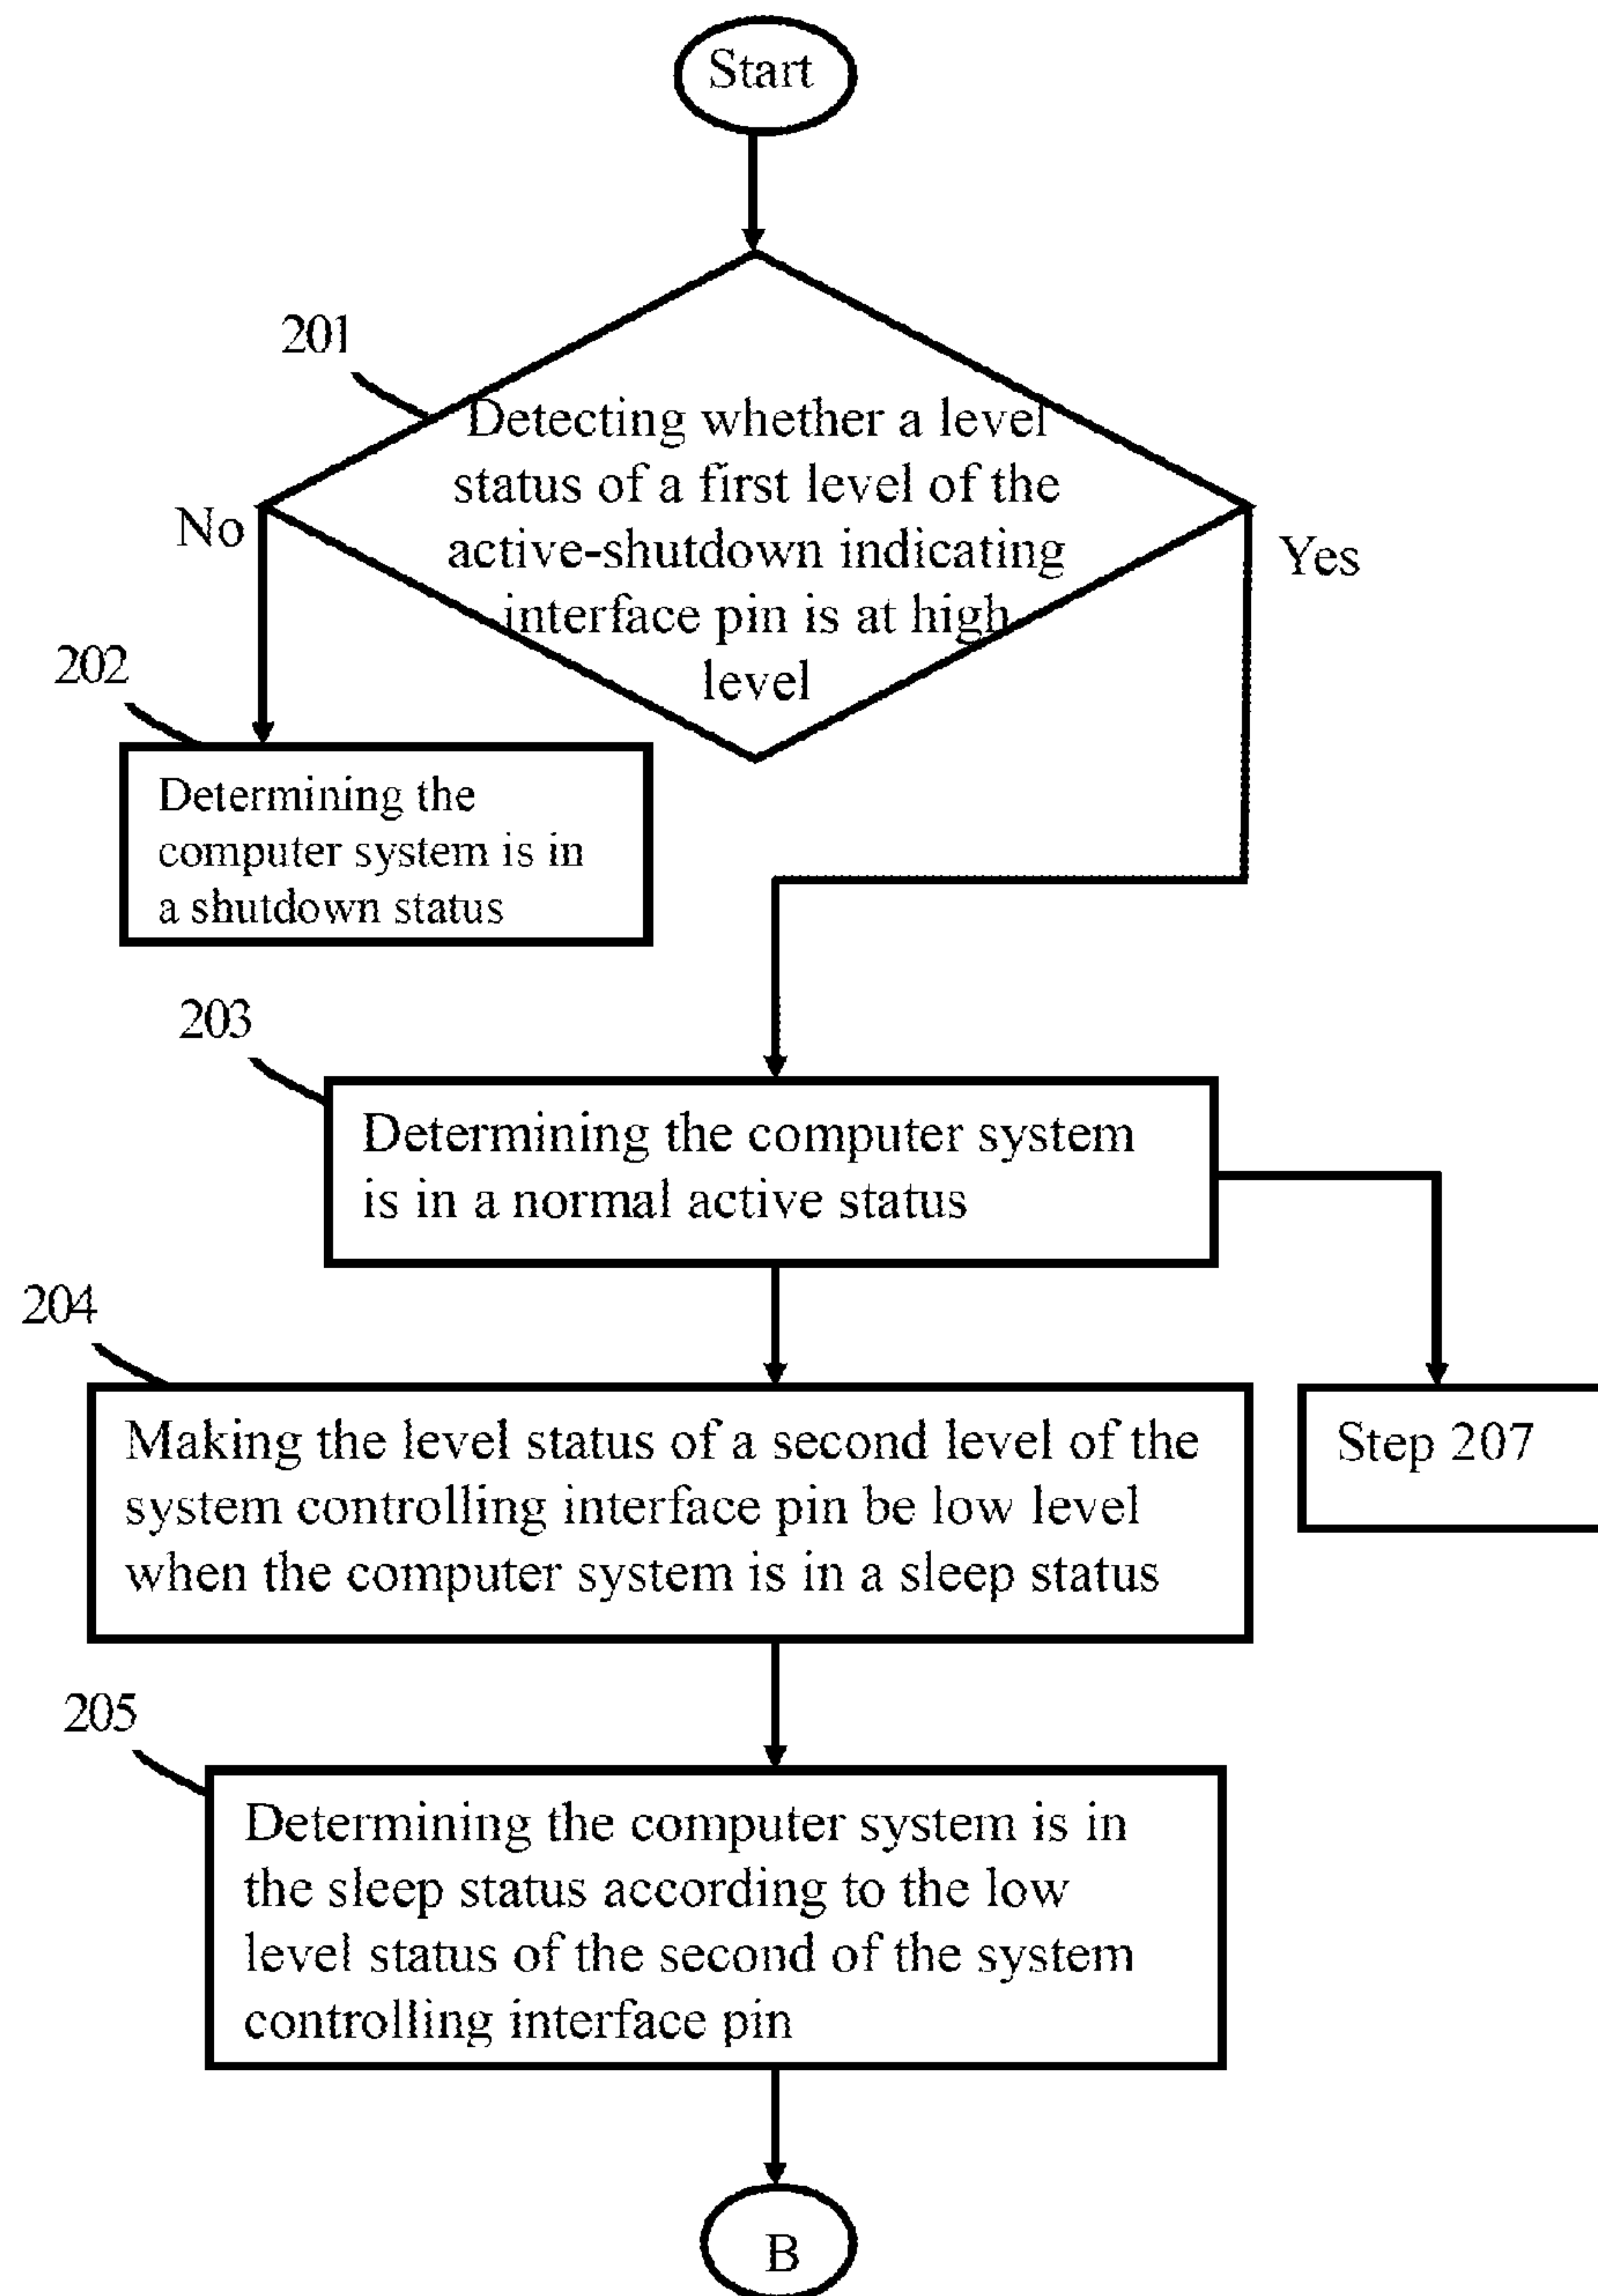 Start
201
Detecting whether a level
status of a first level of the
active-shutdown indicating
interface pin is at high
level
No
Yes
202
Determining the
computer system is in
a shutdown status
203
Determining the computer system
is in a normal active status
204
Making the level status of a second level of the
system controlling interface pin be low level
when the computer system is in a sleep status
Step 207
205
Determining the computer system is in
the sleep status according to the low
level status of the second of the system
controlling interface pin
B